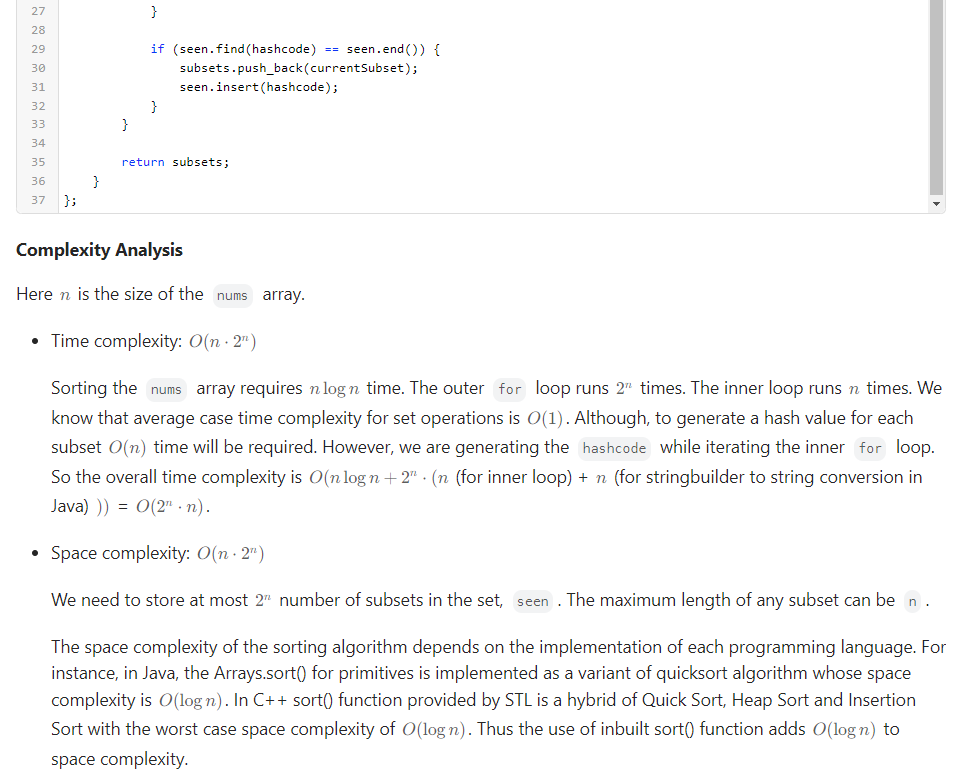 27 }
28
29 if (seen.find(hashcode) == seen.end()) {
30 subsets.push_back(currentSubset);
31 seen.insert(hashcode);
32 }
33 }
34
35 return subsets;
36 }
37 };
Complexity Analysis
Here n is the size of the nums array.
• Time complexity: O(n · 2ⁿ)
Sorting the nums array requires n log n time. The outer for loop runs 2ⁿ times. The inner loop runs n times. We
know that average case time complexity for set operations is O(1). Although, to generate a hash value for each
subset O(n) time will be required. However, we are generating the hashcode while iterating the inner for loop.
So the overall time complexity is O(n log n + 2ⁿ · (n (for inner loop) + n (for stringbuilder to string conversion in
Java) )) = O(2ⁿ · n).
• Space complexity: O(n · 2ⁿ)
We need to store at most 2ⁿ number of subsets in the set, seen . The maximum length of any subset can be n .
The space complexity of the sorting algorithm depends on the implementation of each programming language. For
instance, in Java, the Arrays.sort() for primitives is implemented as a variant of quicksort algorithm whose space
complexity is O(log n). In C++ sort() function provided by STL is a hybrid of Quick Sort, Heap Sort and Insertion
Sort with the worst case space complexity of O(log n). Thus the use of inbuilt sort() function adds O(log n) to
space complexity.